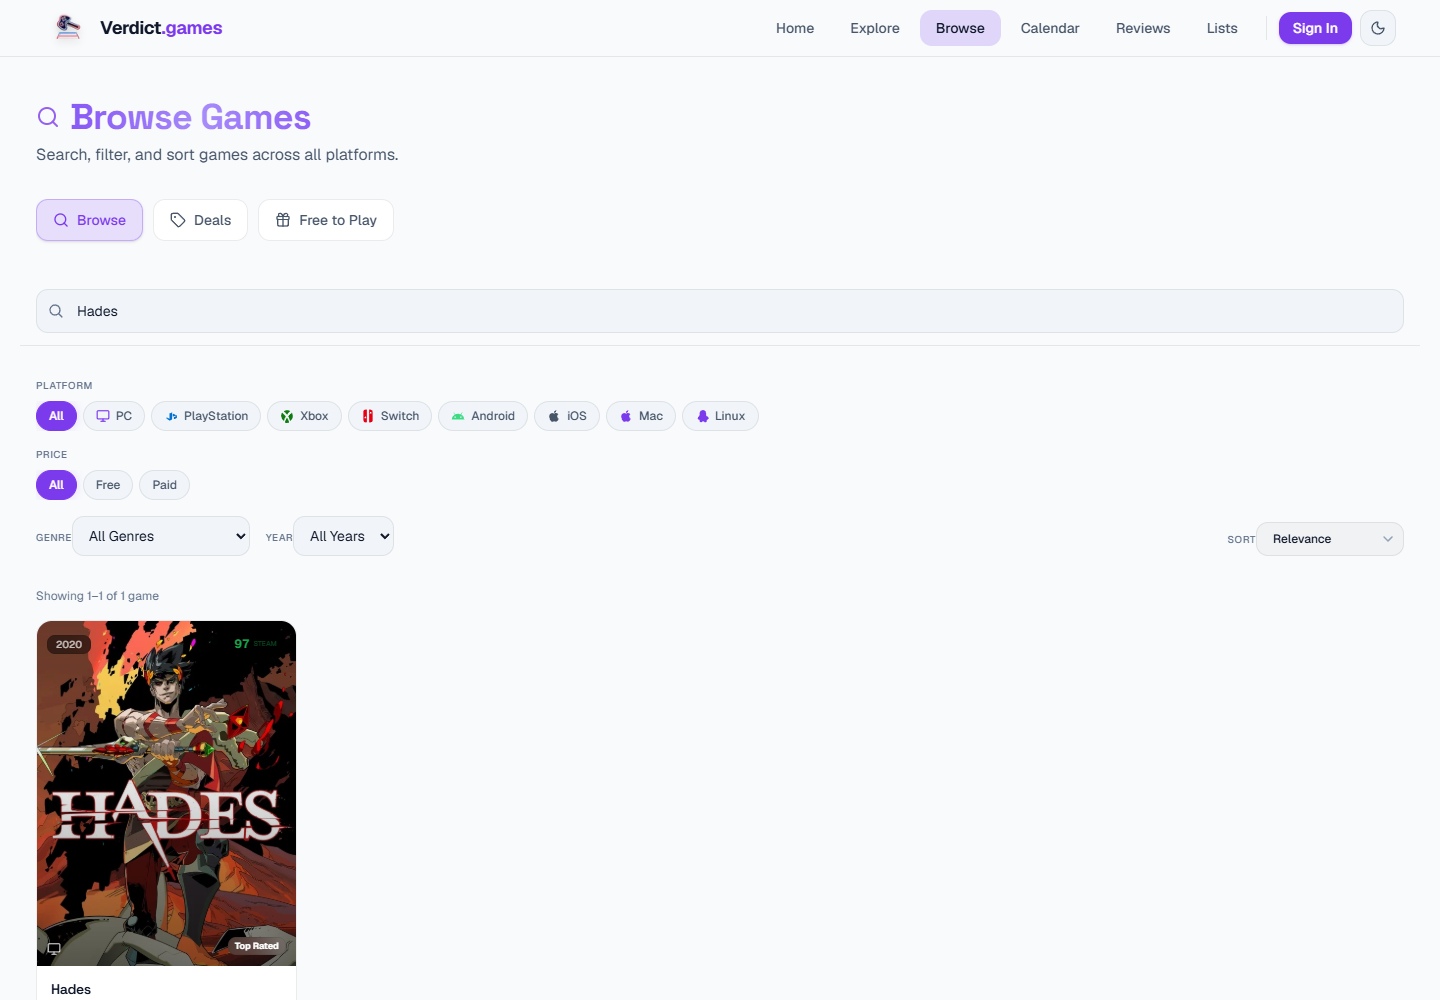 Verdict.games
Home
Explore
Browse
Calendar
Reviews
Lists
Sign In
Browse Games
Search, filter, and sort games across all platforms.
Browse
Deals
Free to Play
Hades
PLATFORM
All
PC
PlayStation
Xbox
Switch
Android
iOS
Mac
Linux
PRICE
All
Free
Paid
GENRE
All Genres
YEAR
All Years
SORT
Relevance
Showing 1–1 of 1 game
2020
97 STEAM
HADES
Top Rated
Hades